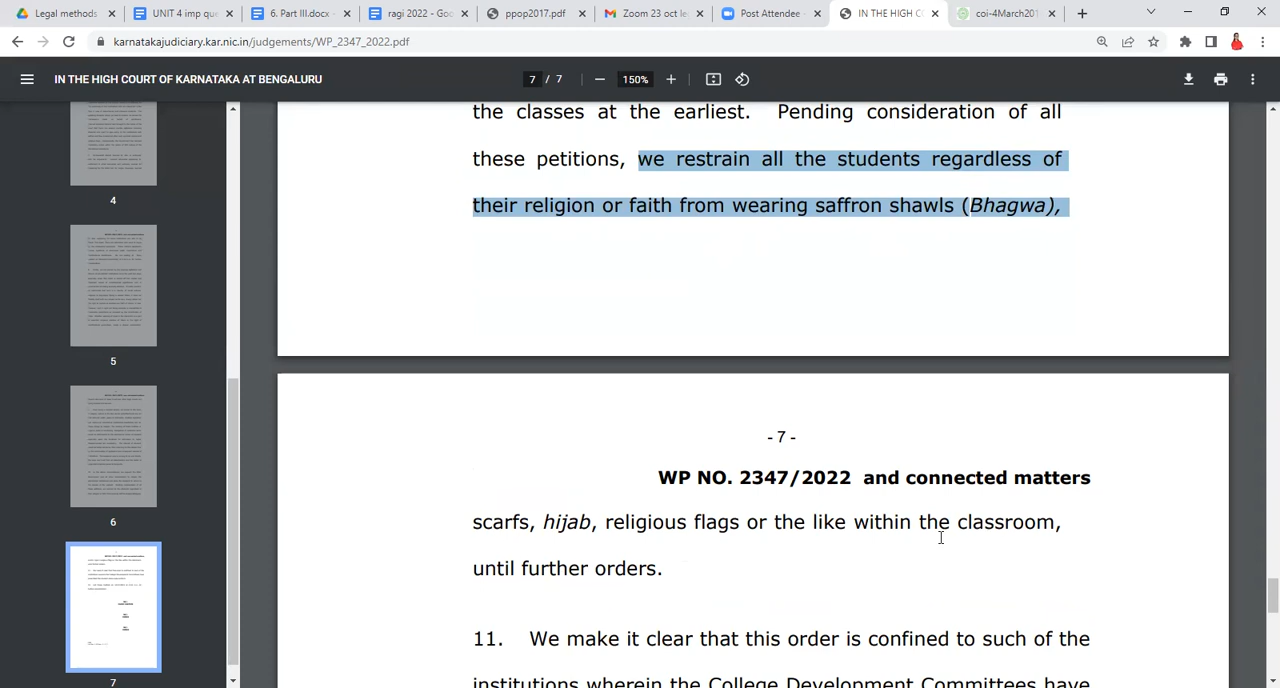 Legal methods
UNIT 4 imp que
6. Part III.docx
ragi 2022 - Goo
ppop2017.pdf
Zoom 23 oct le
Post Attendee -
IN THE HIGH C
coi-4March201
karnatakajudiciary.kar.nic.in/judgements/WP_2347_2022.pdf
IN THE HIGH COURT OF KARNATAKA AT BENGALURU
7 / 7
150%
4
5
6
7
the classes at the earliest. Pending consideration of all
these petitions, we restrain all the students regardless of
their religion or faith from wearing saffron shawls (Bhagwa),
- 7 -
WP NO. 2347/2022 and connected matters
scarfs, hijab, religious flags or the like within the classroom,
until further orders.
11. We make it clear that this order is confined to such of the
institutions wherein the College Development Committees have